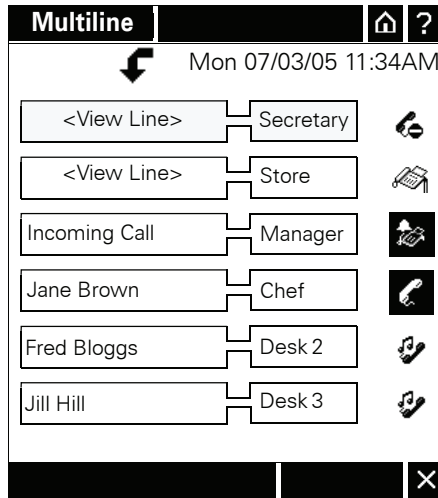 Multiline ?
Mon 07/03/05 11:34AM
<View Line> Secretary
<View Line> Store
Incoming Call Manager
Jane Brown Chef
Fred Bloggs Desk 2
Jill Hill Desk 3